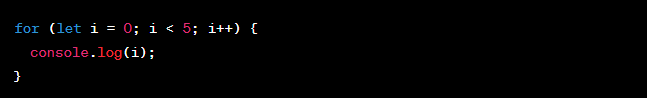 for (let i = 0; i < 5; i++) {
  console.log(i);
}